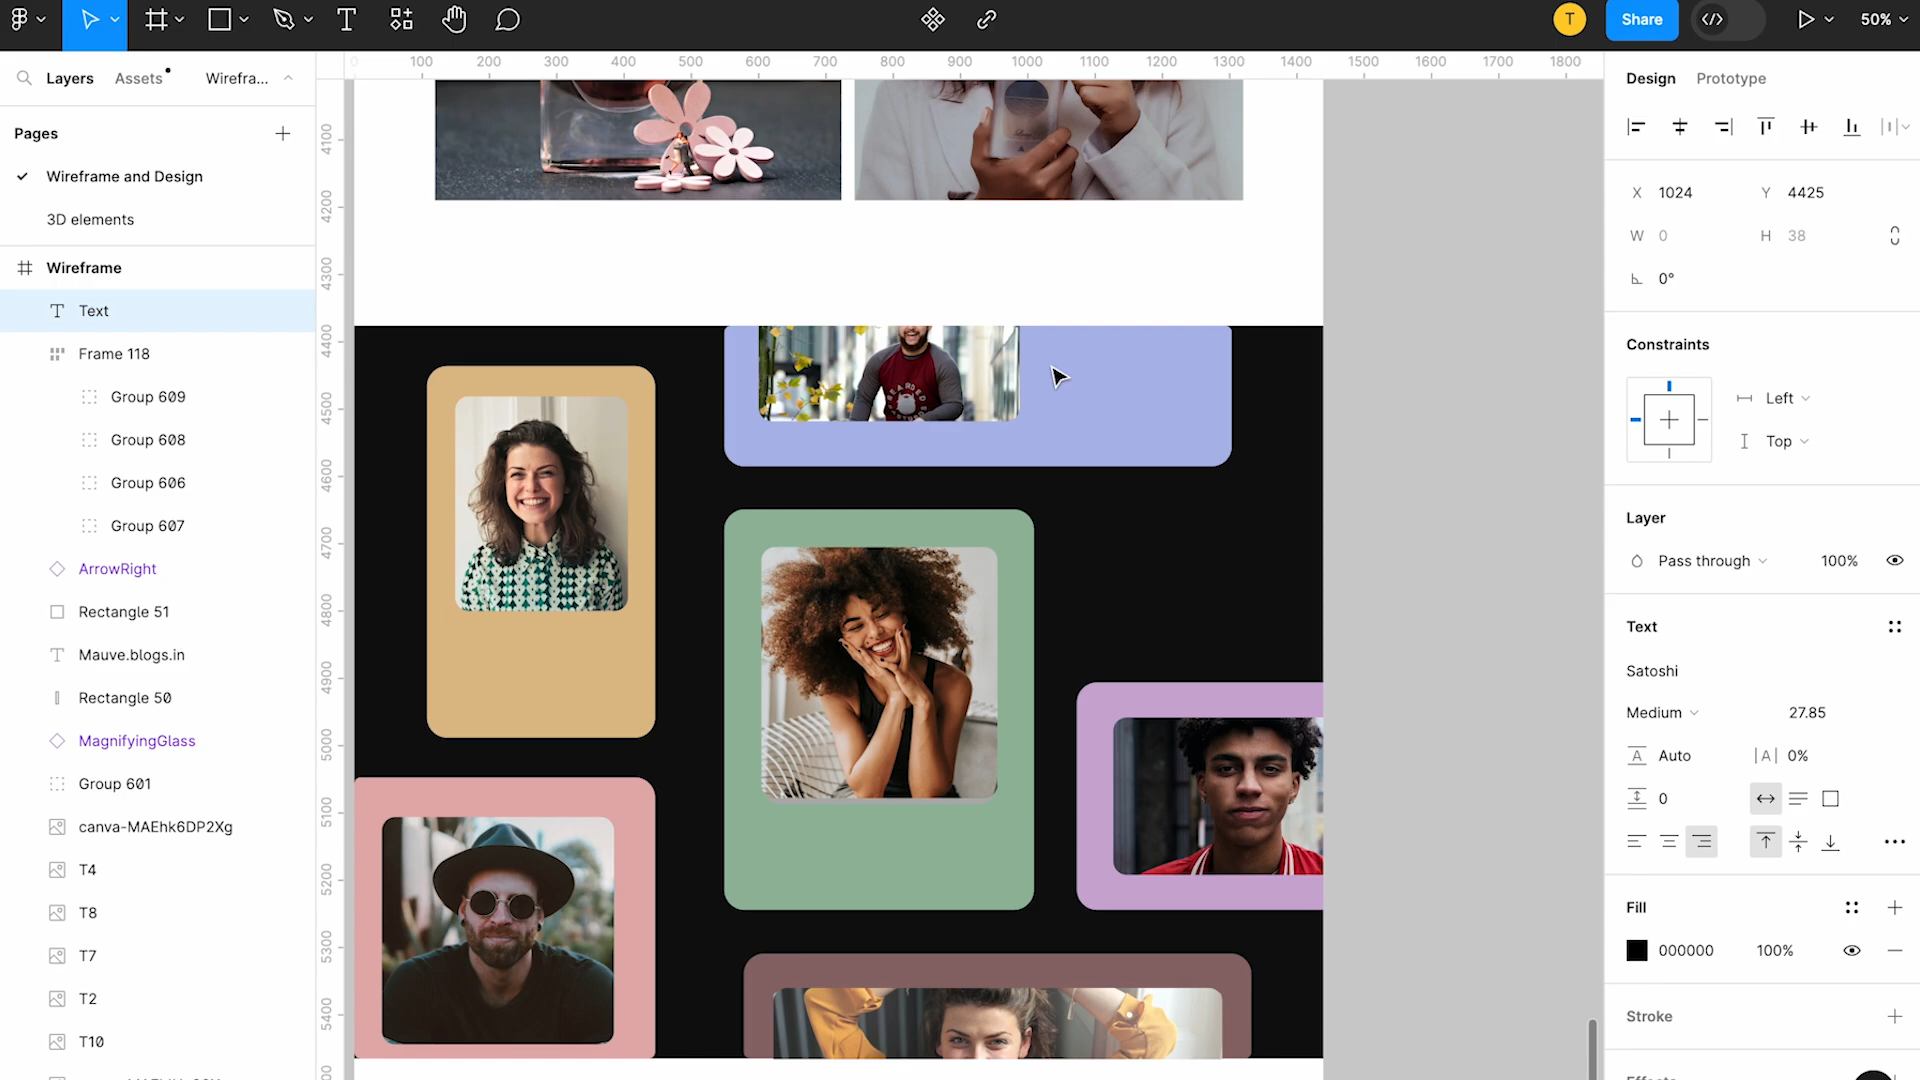 T
Share
50%
Layers
Assets
Wirefra...
0 100 200 300 400 500 600 700 800 900 1000 1100 1200 1300 1400 1500 1600 1700 1800
Design
Prototype
Pages
Wireframe and Design
3D elements
Wireframe
Text
Frame 118
Group 609
Group 608
Group 606
Group 607
ArrowRight
Rectangle 51
Mauve.blogs.in
Rectangle 50
MagnifyingGlass
Group 601
canva-MAEhk6DP2Xg
T4
T8
T7
T2
T10
4100
4200
4300
4400
4500
4600
4700
4800
4900
5000
5100
5200
5300
5400
BEARDED
X 1024
Y 4425
W 0
H 38
0°
Constraints
Left
Top
Layer
Pass through
100%
Text
Satoshi
Medium
27.85
A Auto
|A| 0%
0
Fill
000000
100%
Stroke
Effects